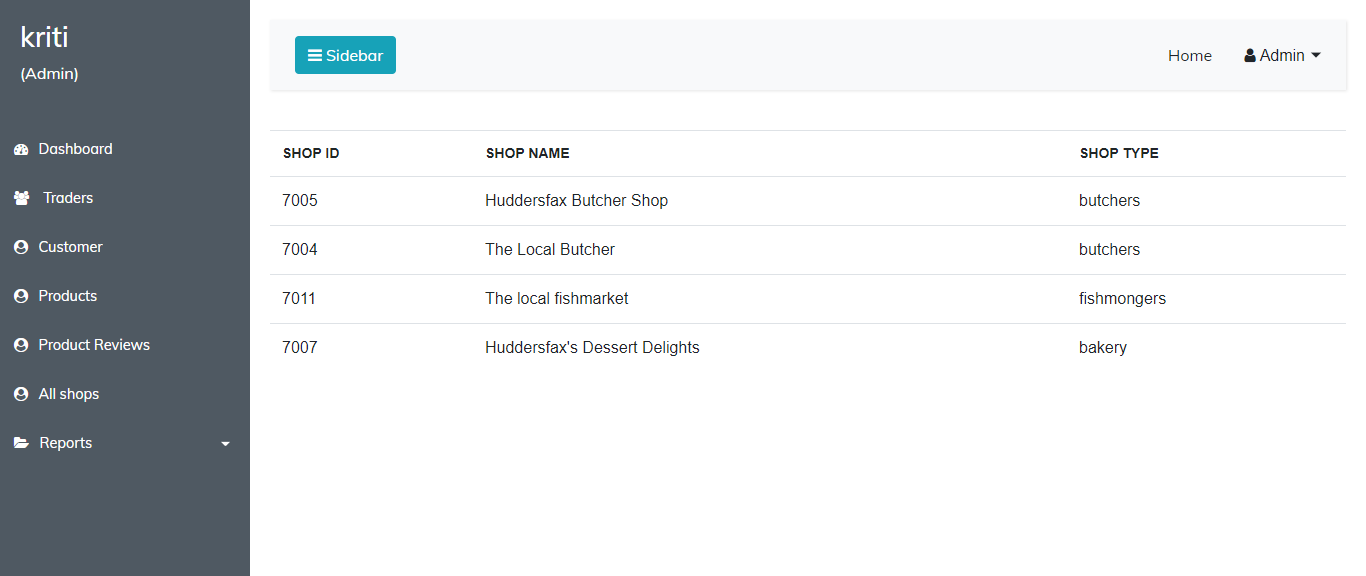 kriti
(Admin)
Dashboard
Traders
Customer
Products
Product Reviews
All shops
Reports
Sidebar
Home
Admin
SHOP ID SHOP NAME SHOP TYPE
7005 Huddersfax Butcher Shop butchers
7004 The Local Butcher butchers
7011 The local fishmarket fishmongers
7007 Huddersfax's Dessert Delights bakery